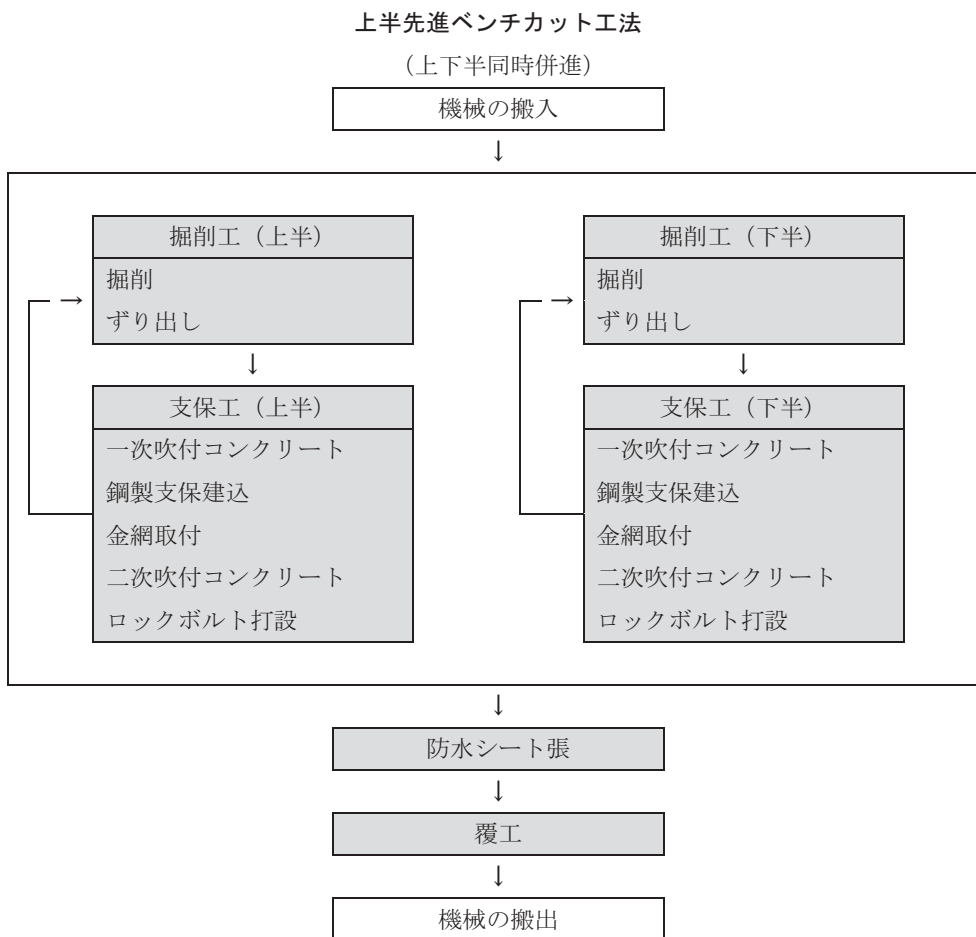 上半先進ベンチカット工法
（上下半同時併進）
機械の搬入
↓
掘削工（上半）
掘削
→
ずり出し
↓
支保工（上半）
一次吹付コンクリート
鋼製支保建込
金網取付
二次吹付コンクリート
ロックボルト打設
掘削工（下半）
掘削
→
ずり出し
↓
支保工（下半）
一次吹付コンクリート
鋼製支保建込
金網取付
二次吹付コンクリート
ロックボルト打設
↓
防水シート張
↓
覆工
↓
機械の搬出